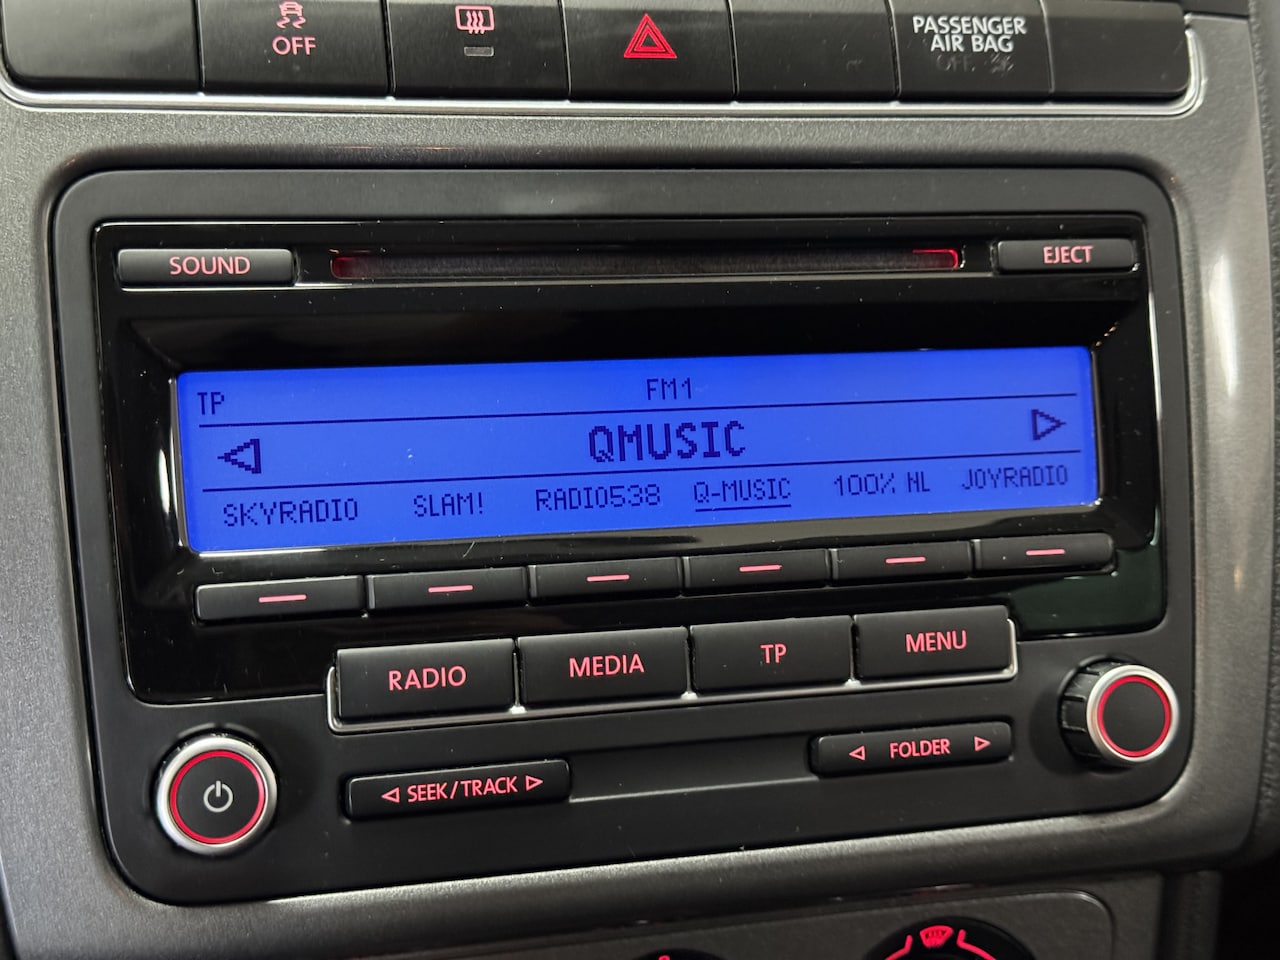 OFF
PASSENGER
AIR BAG
OFF
SOUND
EJECT
TP
FM1
QMUSIC
SKYRADIO SLAM! RADIO538 Q-MUSIC 100% NL JOYRADIO
RADIO MEDIA TP MENU
SEEK/TRACK
FOLDER